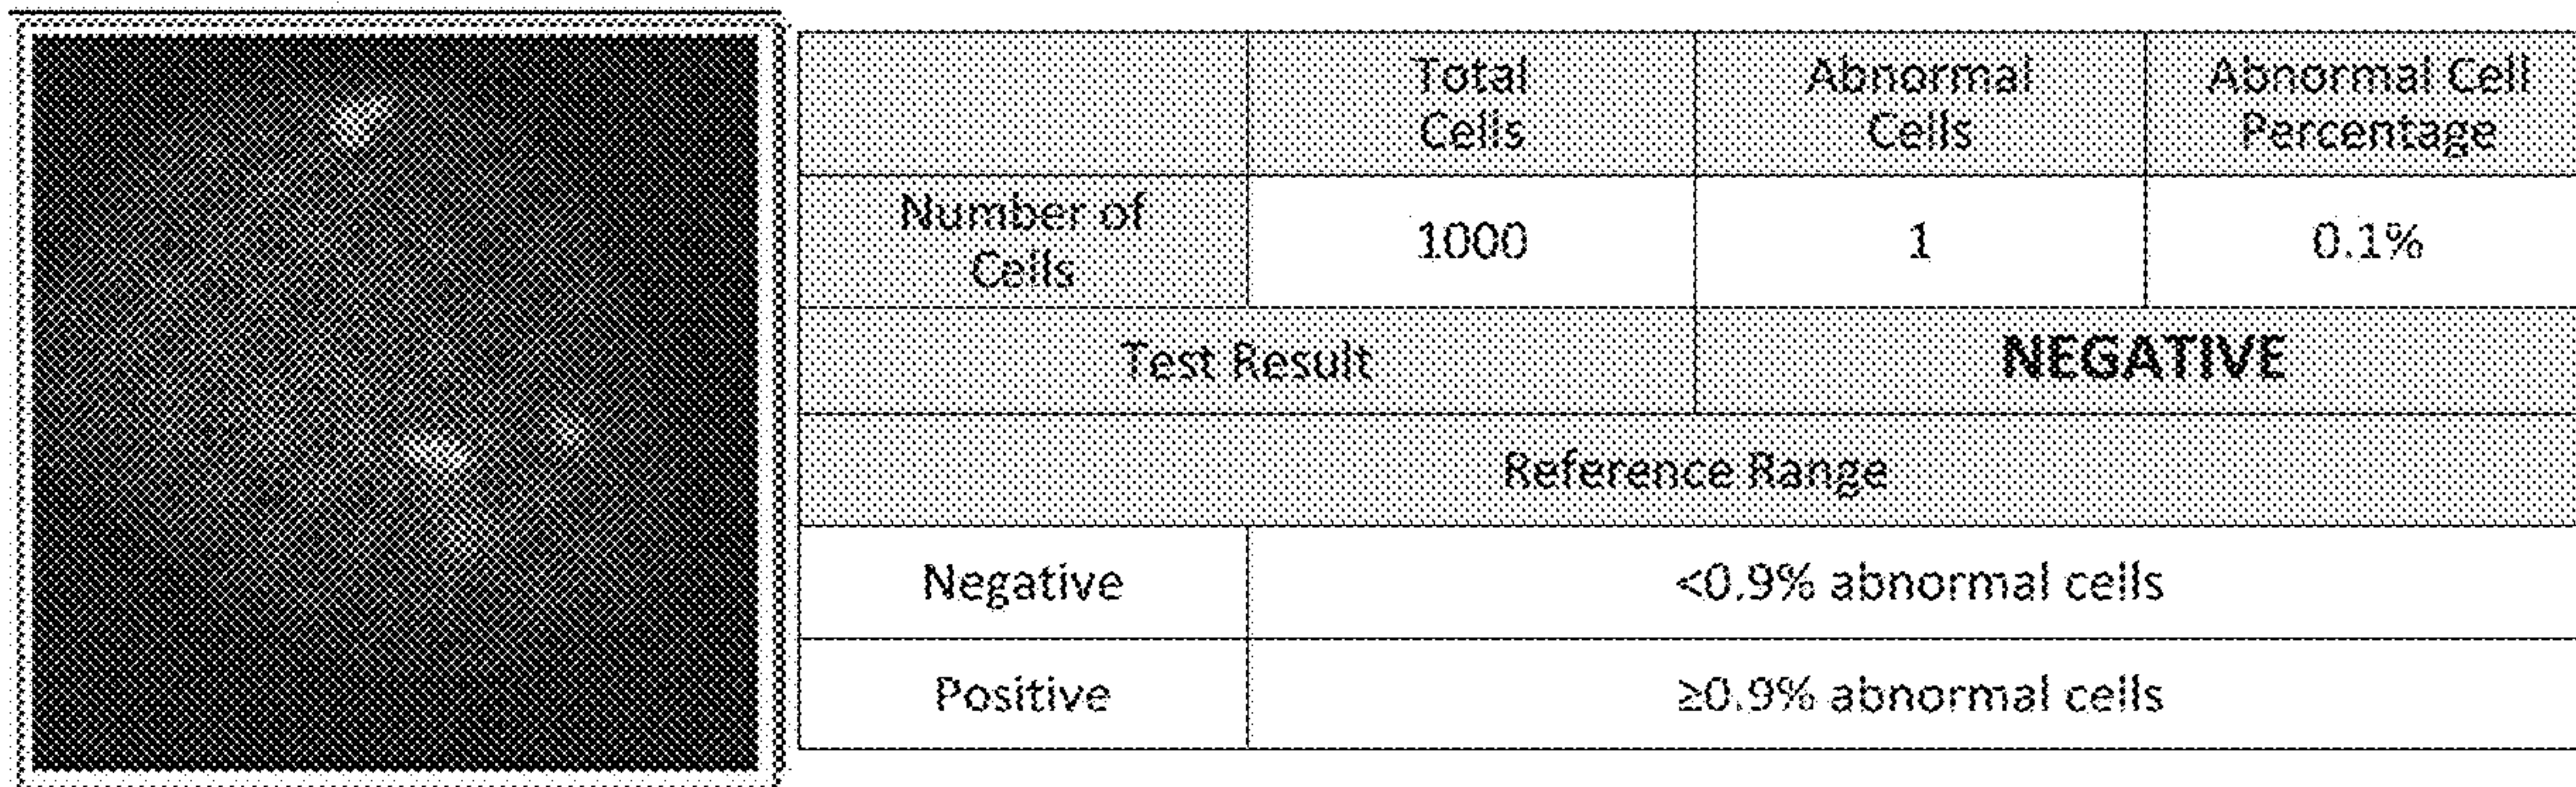 Total
Cells
Abnormal
Cells
Abnormal Cell
Percentage
Number of
Cells
1000
1
0.1%
Test Result
NEGATIVE
Reference Range
Negative
<0.9% abnormal cells
Positive
≥0.9% abnormal cells